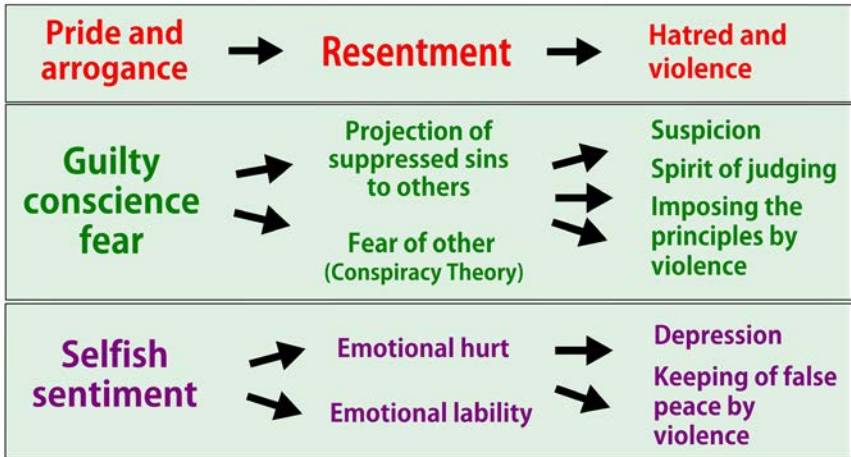 Pride and
arrogance
Resentment
Hatred and
violence
Guilty
conscience
fear
Projection of
suppressed sins
to others
Fear of other
(Conspiracy Theory)
Suspicion
Spirit of judging
Imposing the
principles by
violence
Selfish
sentiment
Emotional hurt
Emotional lability
Depression
Keeping of false
peace by
violence